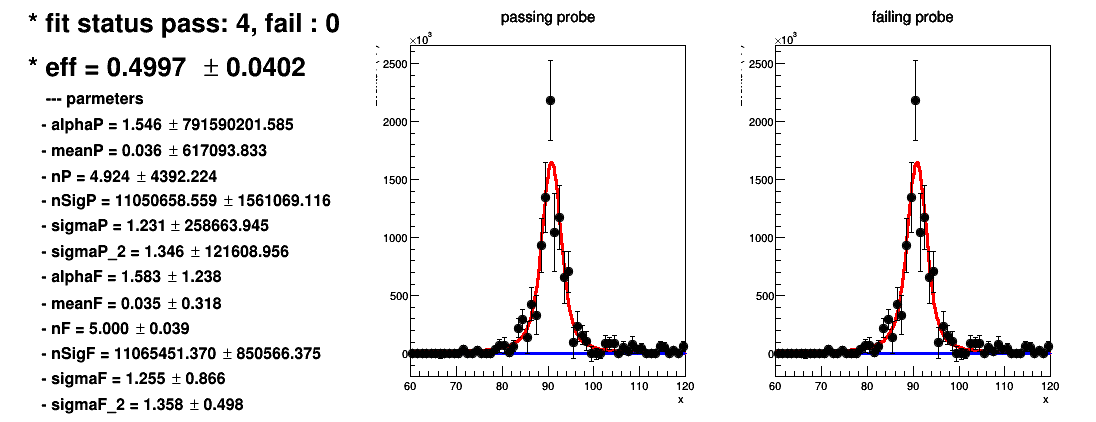 * fit status pass: 4, fail : 0
* eff = 0.4997 ± 0.0402
--- parmeters
- alphaP = 1.546 ± 791590201.585
- meanP = 0.036 ± 617093.833
- nP = 4.924 ± 4392.224
- nSigP = 11050658.559 ± 1561069.116
- sigmaP = 1.231 ± 258663.945
- sigmaP_2 = 1.346 ± 121608.956
- alphaF = 1.583 ± 1.238
- meanF = 0.035 ± 0.318
- nF = 5.000 ± 0.039
- nSigF = 11065451.370 ± 850566.375
- sigmaF = 1.255 ± 0.866
- sigmaF_2 = 1.358 ± 0.498
passing probe
×10³
2500
2000
1500
1000
500
0
60 70 80 90 100 110 120
x
failing probe
×10³
2500
2000
1500
1000
500
0
60 70 80 90 100 110 120
x